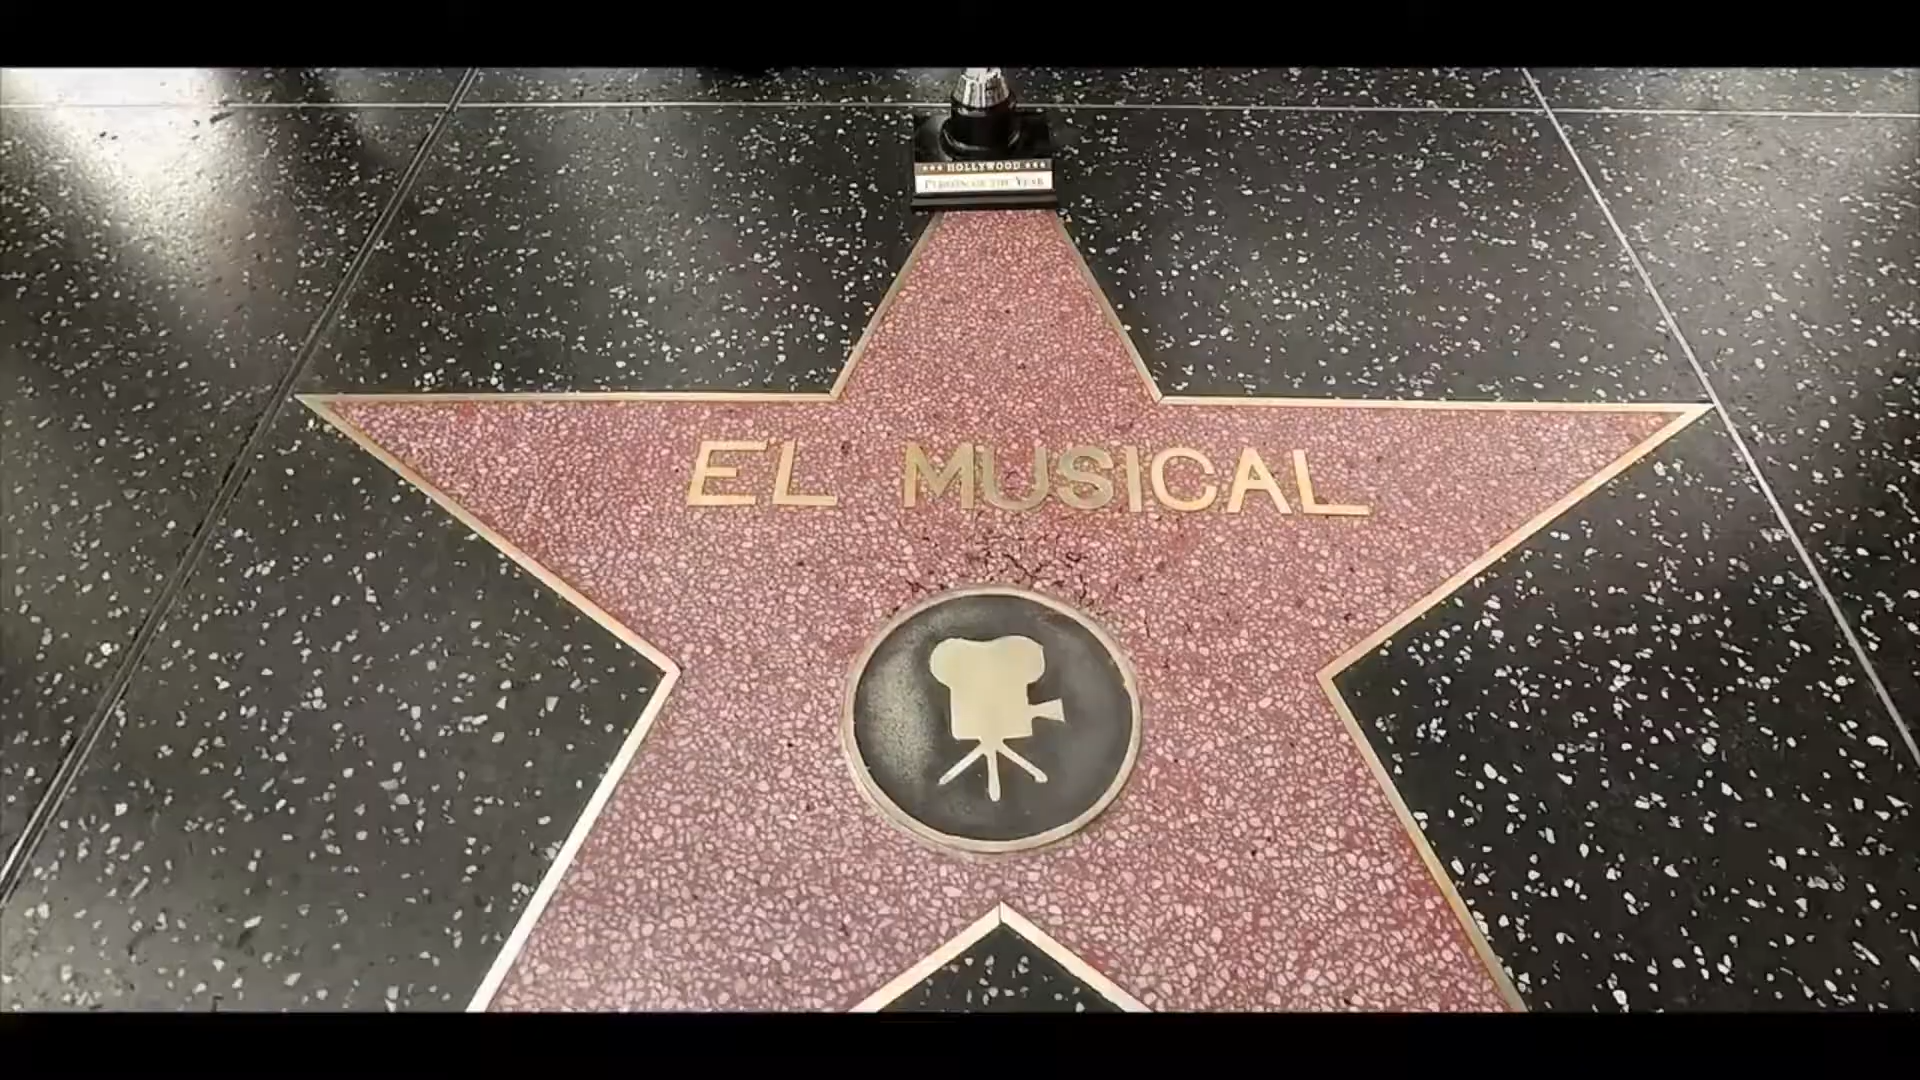 ★★★ HOLLYWOOD ★★★
PERSON OF THE YEAR
EL MUSICAL